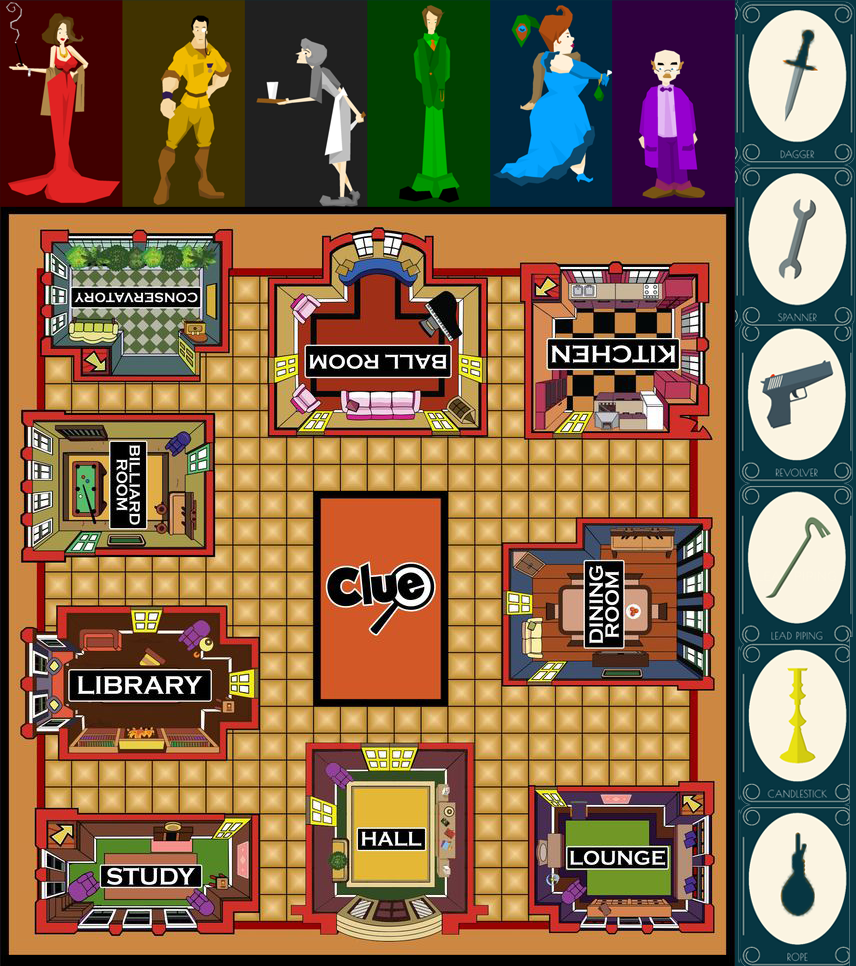 DAGGER
SPANNER
REVOLVER
LEAD PIPING
CANDLESTICK
ROPE
CONSERVATORY
BALL ROOM
KITCHEN
BILLIARD
ROOM
Clue
DINING
ROOM
LIBRARY
STUDY
HALL
LOUNGE